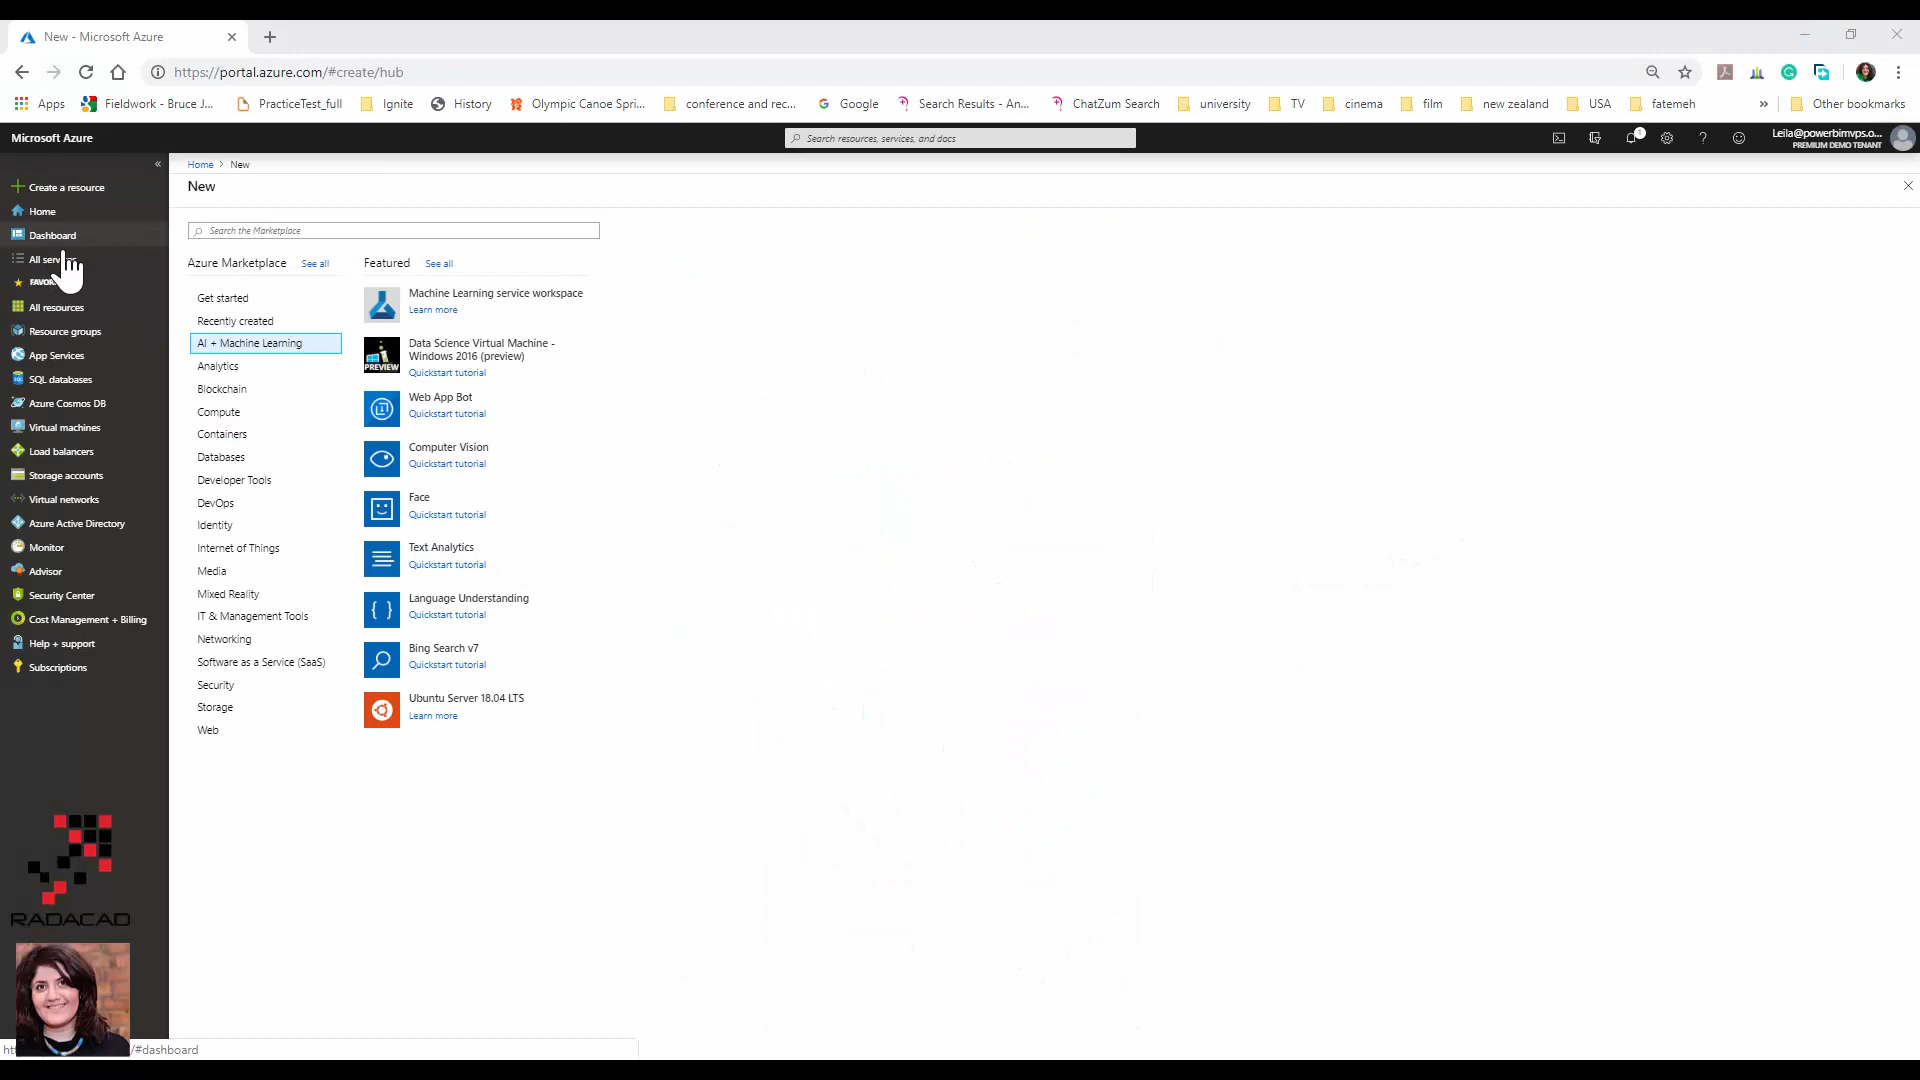 New - Microsoft Azure
https://portal.azure.com/#create/hub
Apps
Fieldwork - Bruce J...
PracticeTest_full
Ignite
History
Olympic Canoe Spri...
conference and rec...
Google
Search Results - An...
ChatZum Search
university
TV
cinema
film
new zealand
USA
fatemeh
»
Other bookmarks
Microsoft Azure
Search resources, services, and docs
1
Leila@powerbimvps.o...
PREMIUM DEMO TENANT
«
Create a resource
Home
Dashboard
All
All resources
Resource groups
App Services
SQL databases
Azure Cosmos DB
Virtual machines
Load balancers
Storage accounts
Virtual networks
Azure Active Directory
Monitor
Advisor
Security Center
Cost Management + Billing
Help + support
Subscriptions
RADACAD
/#dashboard
Home > New
New
Search the Marketplace
Azure Marketplace See all
Get started
Recently created
AI + Machine Learning
Analytics
Blockchain
Compute
Containers
Databases
Developer Tools
DevOps
Identity
Internet of Things
Media
Mixed Reality
IT & Management Tools
Networking
Software as a Service (SaaS)
Security
Storage
Web
Featured See all
Machine Learning service workspace
Learn more
PREVIEW
Data Science Virtual Machine -
Windows 2016 (preview)
Quickstart tutorial
Web App Bot
Quickstart tutorial
Computer Vision
Quickstart tutorial
Face
Quickstart tutorial
Text Analytics
Quickstart tutorial
Language Understanding
Quickstart tutorial
Bing Search v7
Quickstart tutorial
Ubuntu Server 18.04 LTS
Learn more